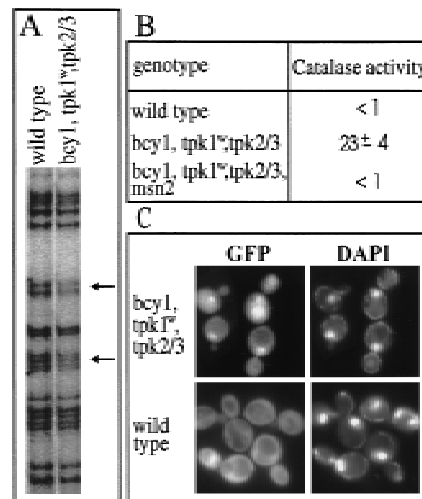 A
wild type
bcy1, tpk1ʷ,tpk2/3
B
genotype
Catalase activity
wild type
<1
bcy1, tpk1ʷ,tpk2/3
23± 4
bcy1, tpk1ʷ,tpk2/3,
msn2
<1
C
GFP
DAPI
bcy1,
tpk1ʷ,
tpk2/3
wild
type